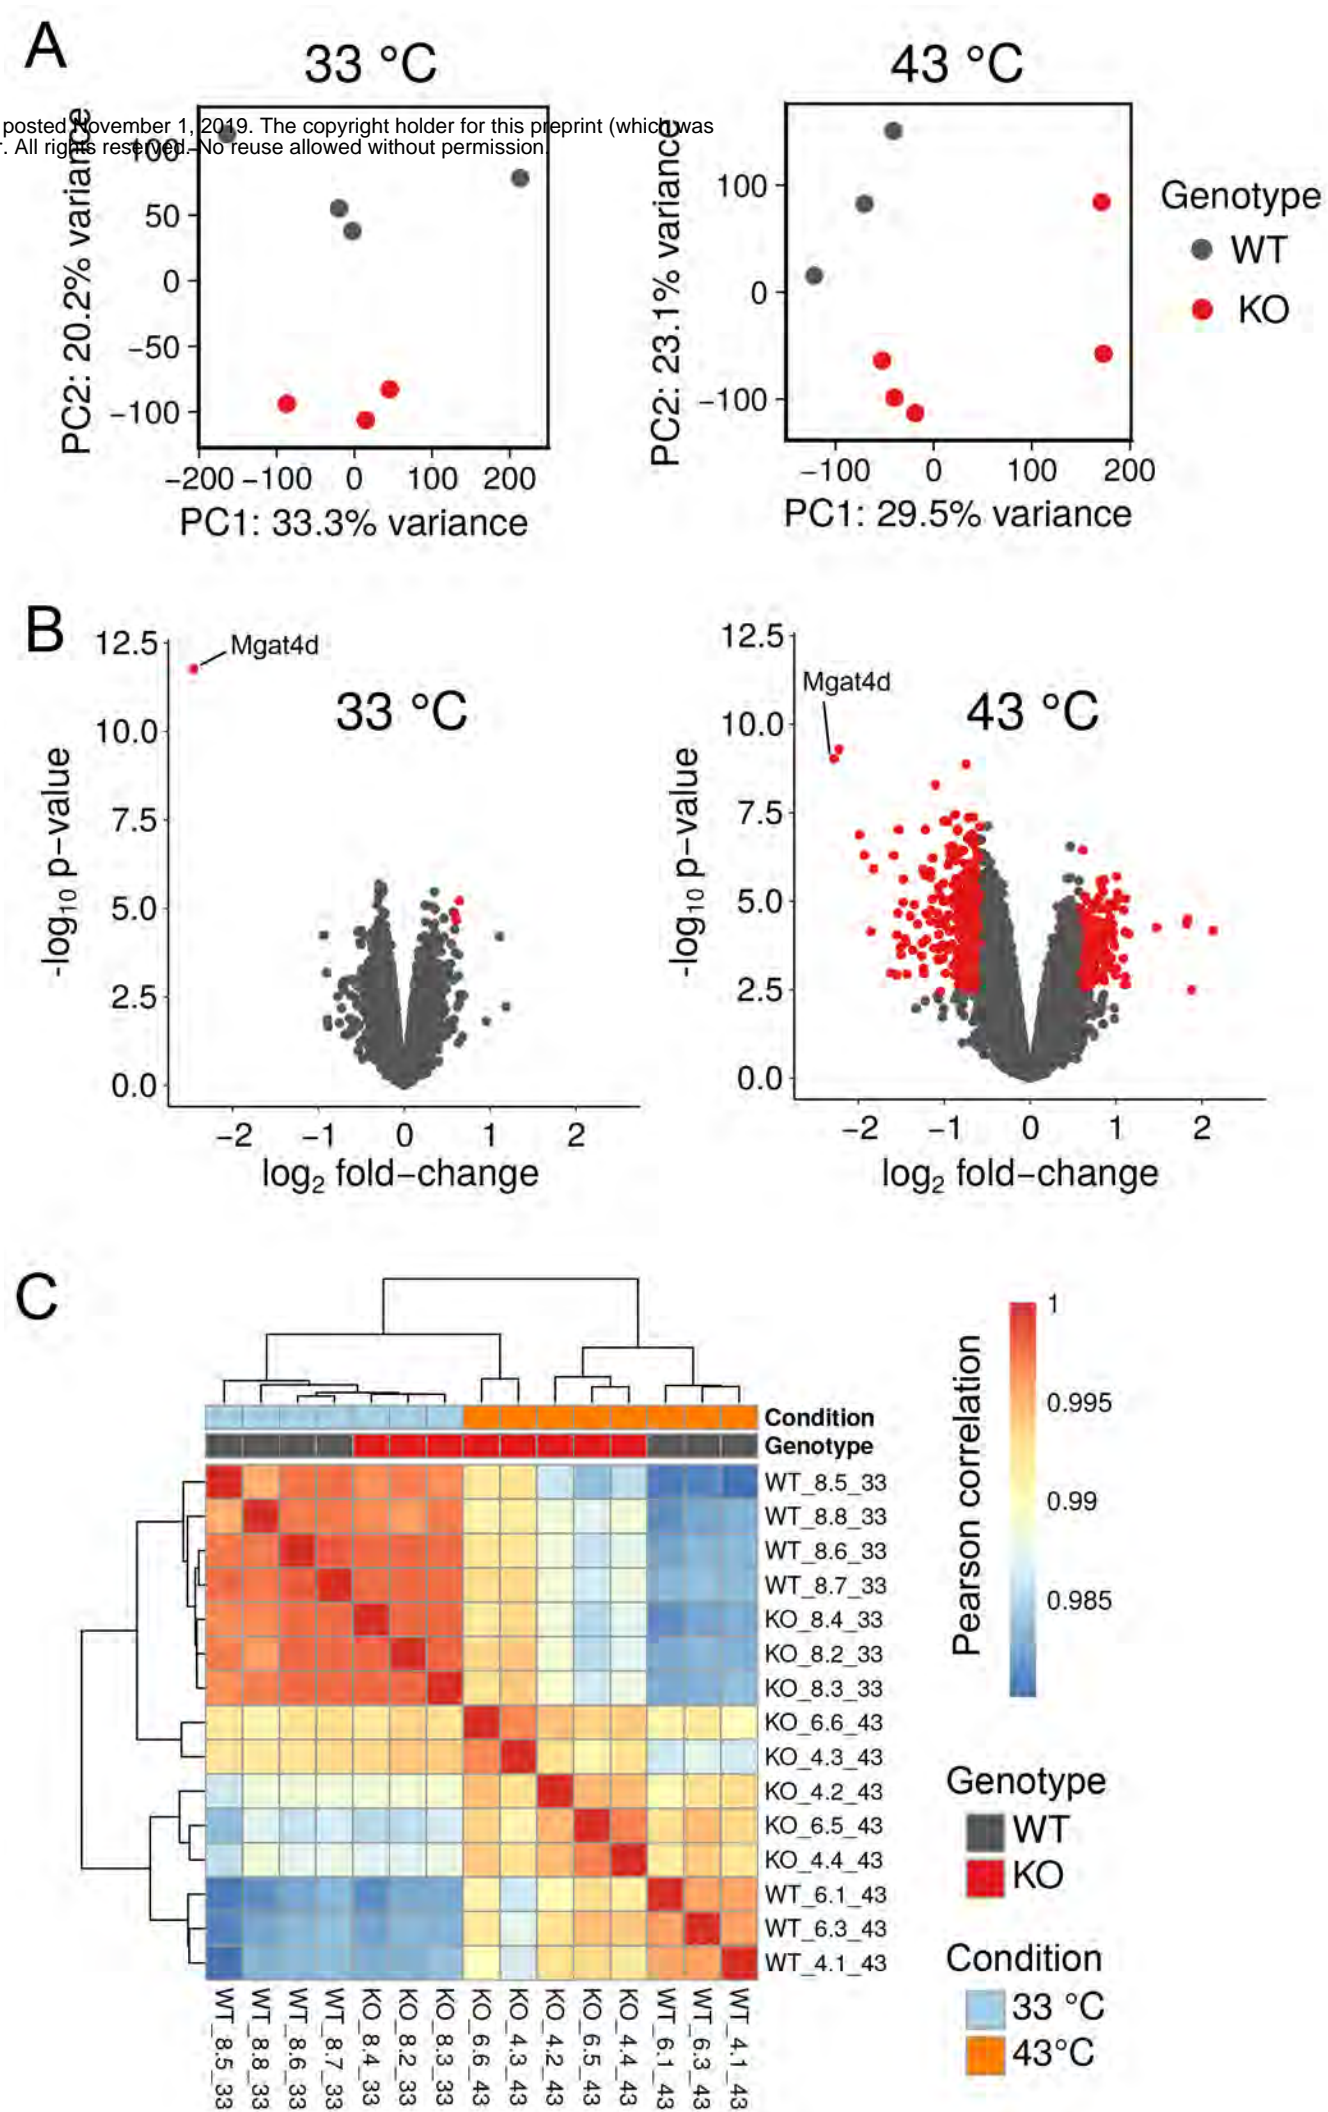 A
33 °C
43 °C
posted November 1, 2019. The copyright holder for this preprint (which was
r. All rights reserved. No reuse allowed without permission.
PC2: 20.2% variance
100
50
0
−50
−100
−200 −100 0 100 200
PC1: 33.3% variance
PC2: 23.1% variance
100
0
−100
−100 0 100 200
PC1: 29.5% variance
Genotype
WT
KO
B
-log10 p−value
12.5
10.0
7.5
5.0
2.5
0.0
Mgat4d
33 °C
−2 −1 0 1 2
log2 fold−change
-log10 p−value
12.5
10.0
7.5
5.0
2.5
0.0
Mgat4d
43 °C
−2 −1 0 1 2
log2 fold−change
C
Condition
Genotype
WT_8.5_33
WT_8.8_33
WT_8.6_33
WT_8.7_33
KO_8.4_33
KO_8.2_33
KO_8.3_33
KO_6.6_43
KO_4.3_43
KO_4.2_43
KO_6.5_43
KO_4.4_43
WT_6.1_43
WT_6.3_43
WT_4.1_43
WT_8.5_33
WT_8.8_33
WT_8.6_33
WT_8.7_33
KO_8.4_33
KO_8.2_33
KO_8.3_33
KO_6.6_43
KO_4.3_43
KO_4.2_43
KO_6.5_43
KO_4.4_43
WT_6.1_43
WT_6.3_43
WT_4.1_43
Pearson correlation
1
0.995
0.99
0.985
Genotype
WT
KO
Condition
33 °C
43°C